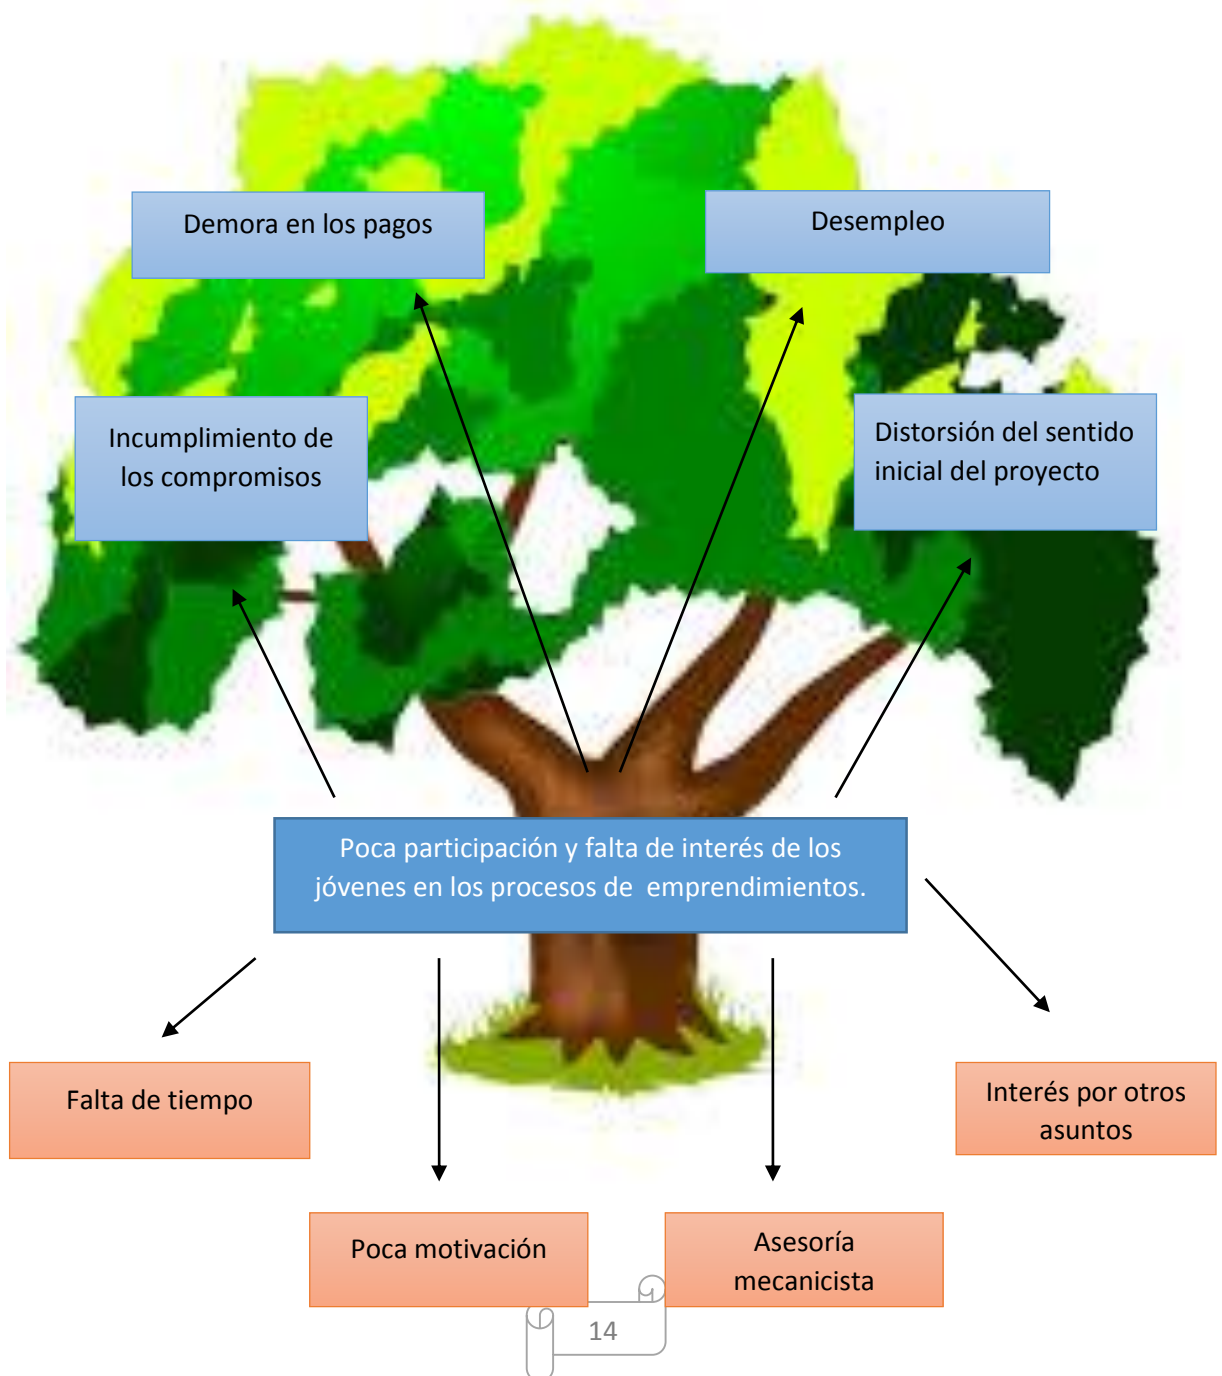 Demora en los pagos
Desempleo
Incumplimiento de
los compromisos
Distorsión del sentido
inicial del proyecto
Poca participación y falta de interés de los
jóvenes en los procesos de emprendimientos.
Falta de tiempo
Interés por otros
asuntos
Poca motivación
Asesoría
mecanicista
14